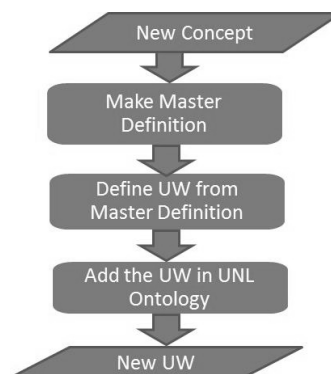 New Concept
Make Master
Definition
Define UW from
Master Definition
Add the UW in UNL
Ontology
New UW